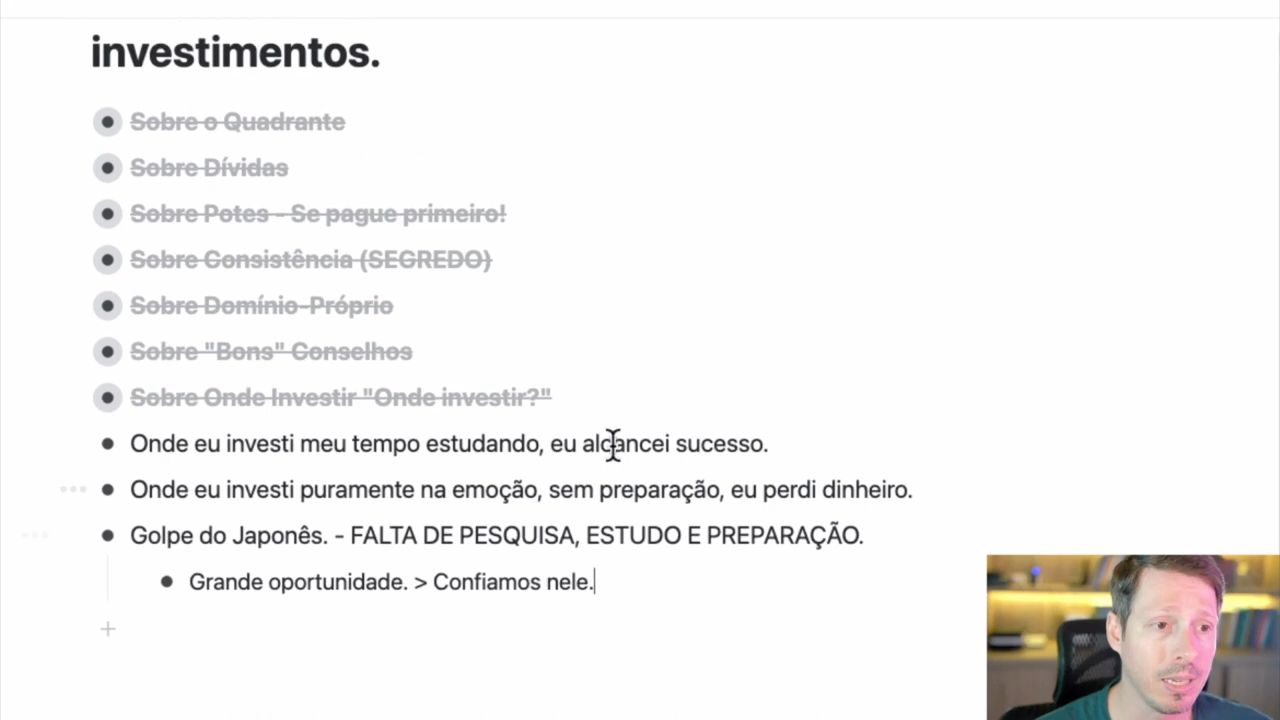 investimentos.
Sobre o Quadrante
Sobre Dívidas
Sobre Potes - Se pague primeiro!
Sobre Consistência (SEGREDO)
Sobre Domínio-Próprio
Sobre "Bons" Conselhos
Sobre Onde Investir "Onde investir?"
Onde eu investi meu tempo estudando, eu alcancei sucesso.
Onde eu investi puramente na emoção, sem preparação, eu perdi dinheiro.
Golpe do Japonês. - FALTA DE PESQUISA, ESTUDO E PREPARAÇÃO.
Grande oportunidade. > Confiamos nele.